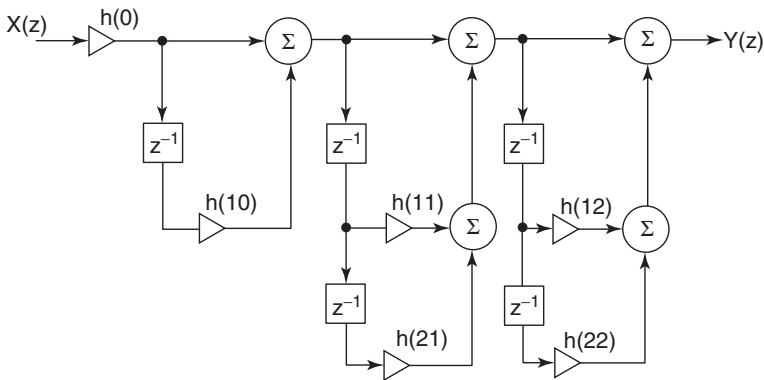 X(z)
h(0)
Σ
Σ
Σ
Y(z)
z⁻¹
z⁻¹
z⁻¹
h(10)
h(11)
Σ
h(12)
Σ
z⁻¹
z⁻¹
h(21)
h(22)